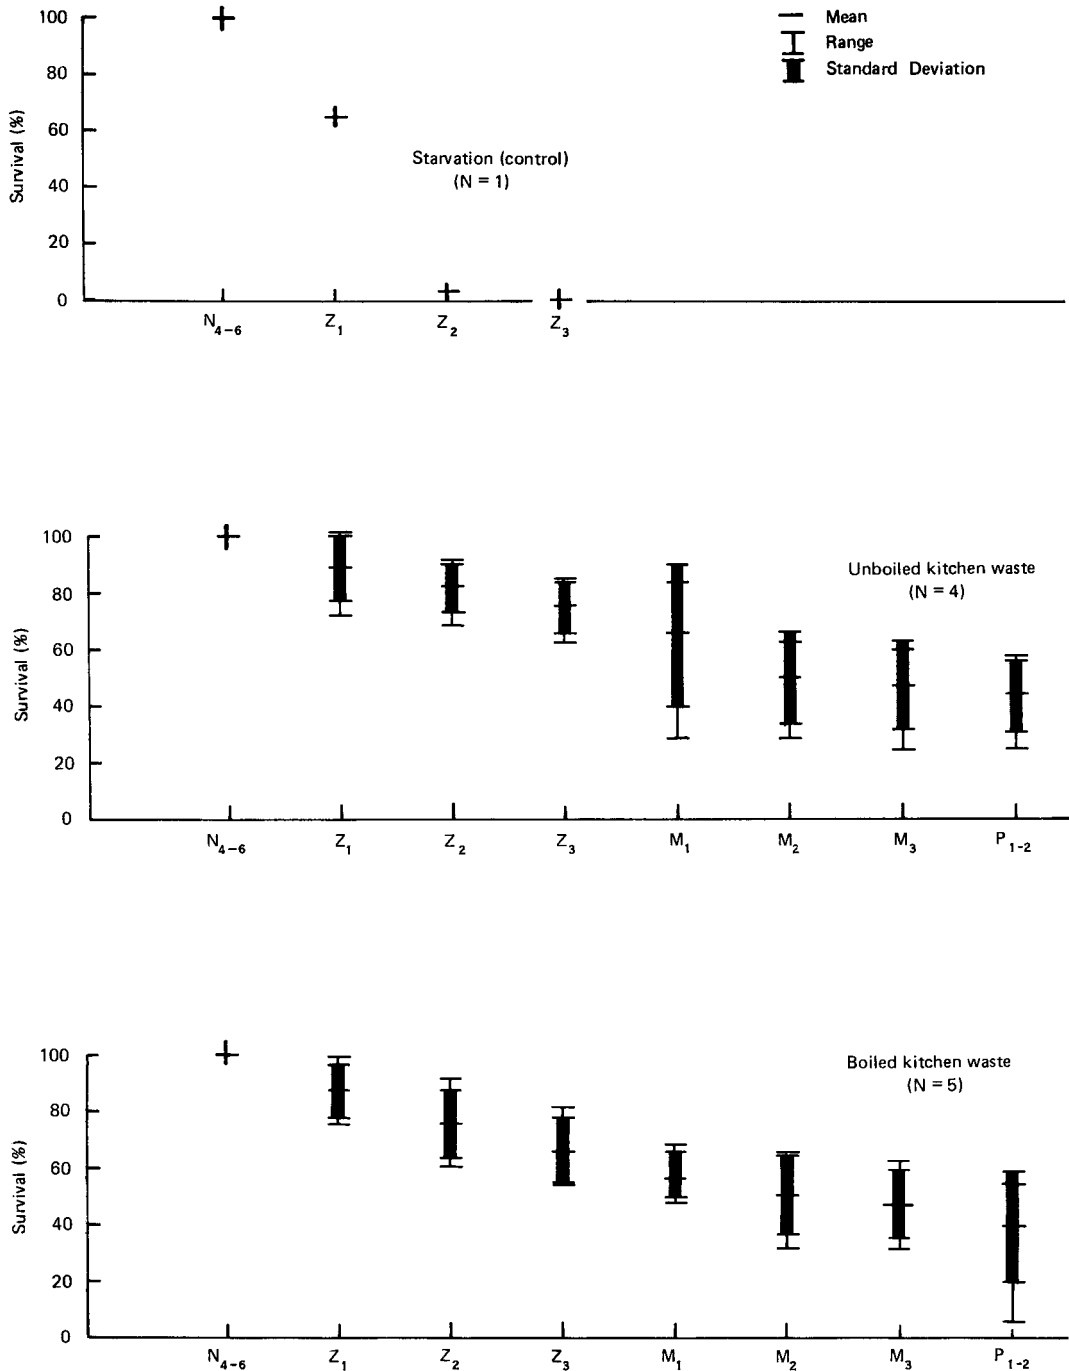 Mean
Range
Standard Deviation
Survival (%)
100
80
60
40
20
0
Starvation (control)
(N = 1)
N4-6 Z1 Z2 Z3
Survival (%)
100
80
60
40
20
0
Unboiled kitchen waste
(N = 4)
N4-6 Z1 Z2 Z3 M1 M2 M3 P1-2
Survival (%)
100
80
60
40
20
0
Boiled kitchen waste
(N = 5)
N4-6 Z1 Z2 Z3 M1 M2 M3 P1-2